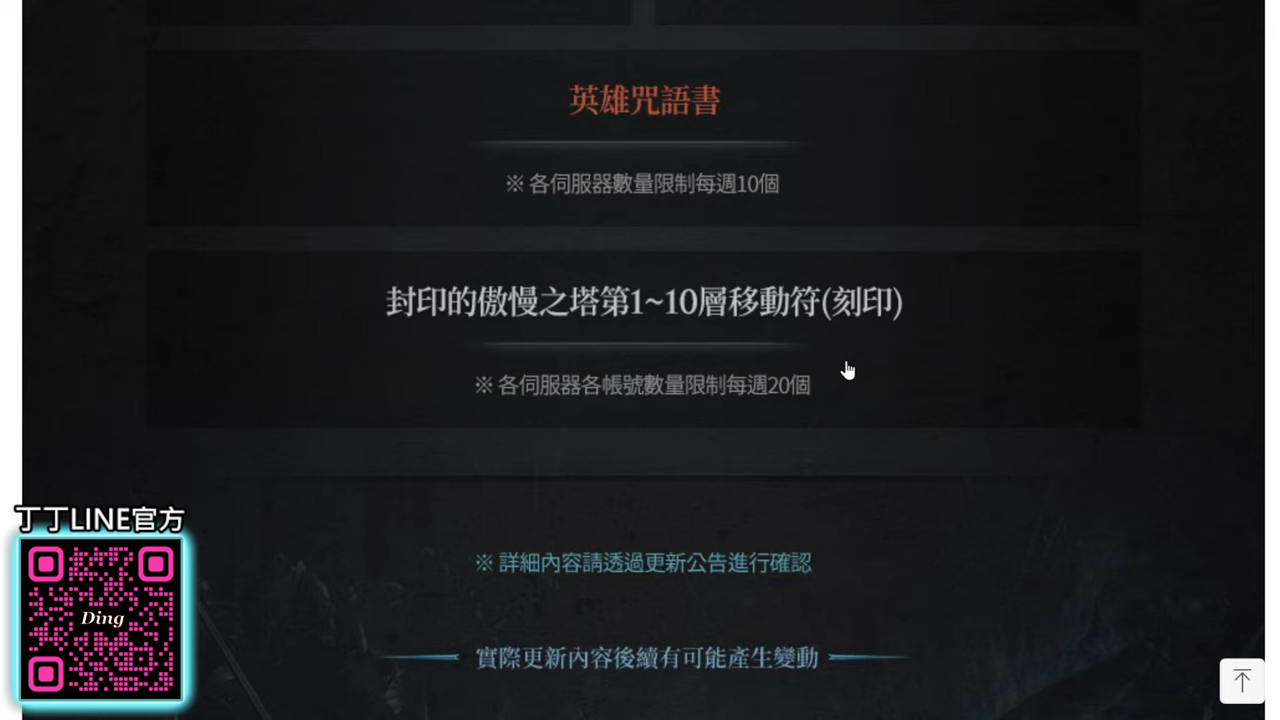 英雄咒語書
※ 各伺服器數量限制每週10個
封印的傲慢之塔第1~10層移動符(刻印)
※ 各伺服器各帳號數量限制每週20個
丁丁LINE官方
Ding
※ 詳細內容請透過更新公告進行確認
實際更新內容後續有可能產生變動